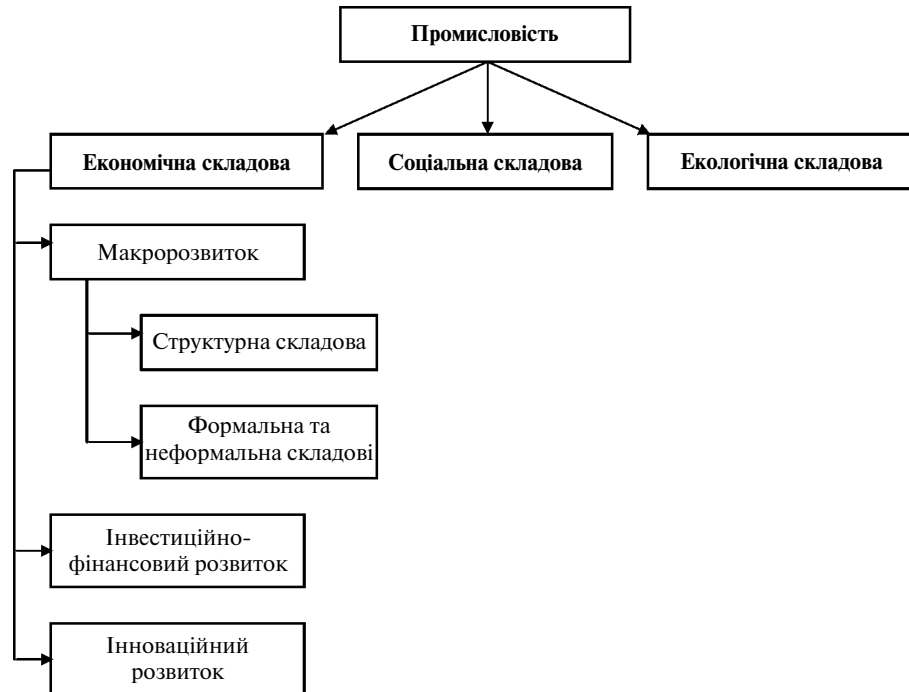 Промисловість
Економічна складова
Соціальна складова
Екологічна складова
Макророзвиток
Структурна складова
Формальна та
неформальна складові
Інвестиційно-
фінансовий розвиток
Інноваційний
розвиток